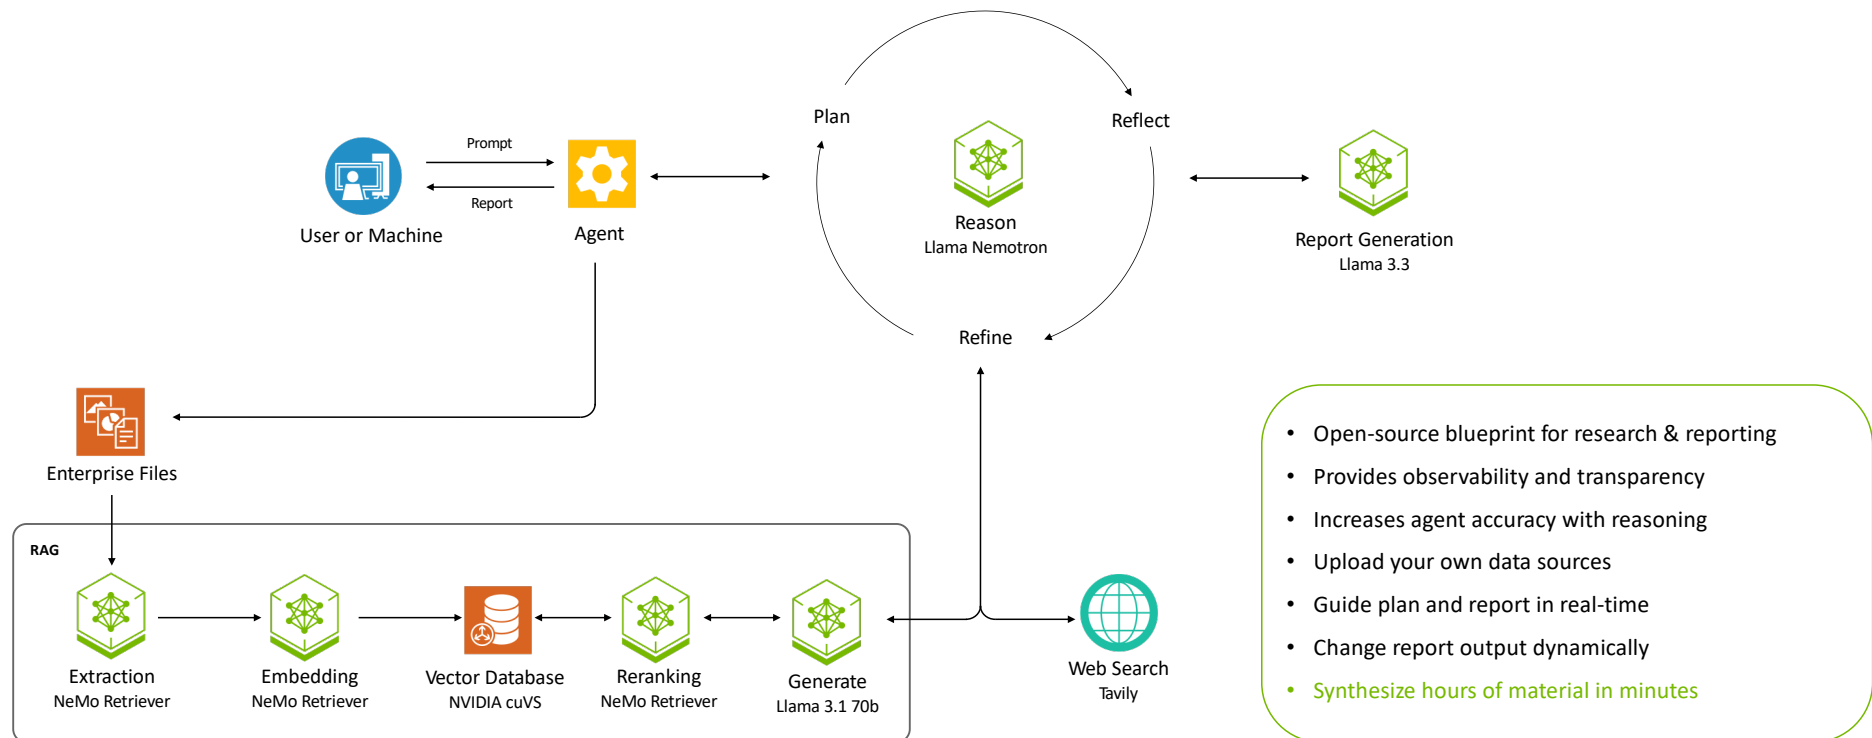 Plan
Reflect
Prompt
Report
User or Machine
Agent
Reason
Llama Nemotron
Report Generation
Llama 3.3
Refine
Enterprise Files
RAG
Extraction
NeMo Retriever
Embedding
NeMo Retriever
Vector Database
NVIDIA cuVS
Reranking
NeMo Retriever
Generate
Llama 3.1 70b
Web Search
Tavily
• Open-source blueprint for research & reporting
• Provides observability and transparency
• Increases agent accuracy with reasoning
• Upload your own data sources
• Guide plan and report in real-time
• Change report output dynamically
• Synthesize hours of material in minutes